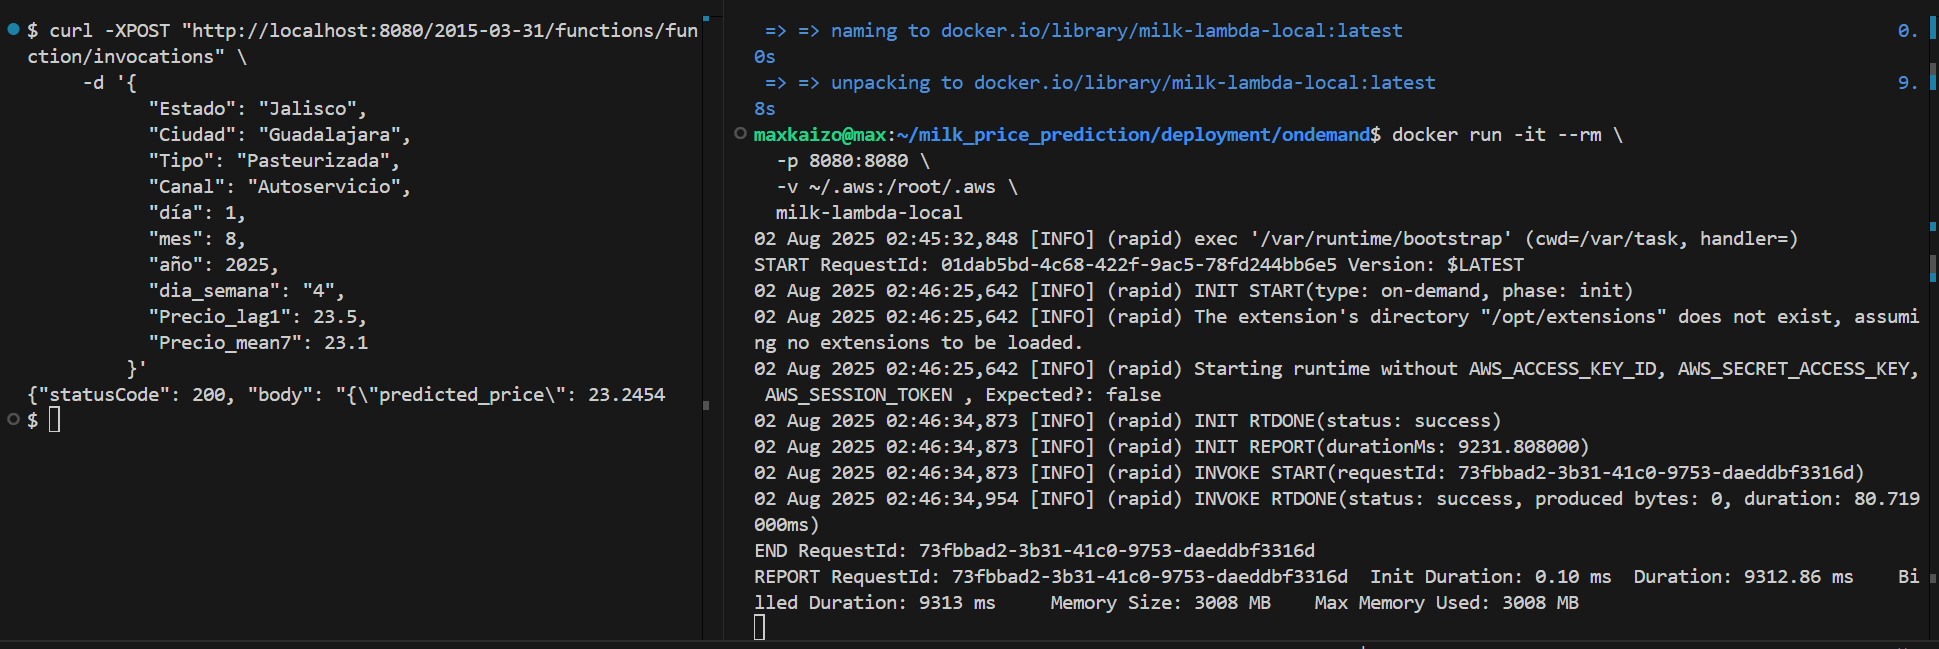 $ curl -XPOST "http://localhost:8080/2015-03-31/functions/fun
ction/invocations" \
     -d '{
           "Estado": "Jalisco",
           "Ciudad": "Guadalajara",
           "Tipo": "Pasteurizada",
           "Canal": "Autoservicio",
           "día": 1,
           "mes": 8,
           "año": 2025,
           "dia_semana": "4",
           "Precio_lag1": 23.5,
           "Precio_mean7": 23.1
         }'
{"statusCode": 200, "body": "{\"predicted_price\": 23.2454
$
 => => naming to docker.io/library/milk-lambda-local:latest 0.
0s
 => => unpacking to docker.io/library/milk-lambda-local:latest 9.
8s
maxkaizo@max:~/milk_price_prediction/deployment/ondemand$ docker run -it --rm \
  -p 8080:8080 \
  -v ~/.aws:/root/.aws \
  milk-lambda-local
02 Aug 2025 02:45:32,848 [INFO] (rapid) exec '/var/runtime/bootstrap' (cwd=/var/task, handler=)
START RequestId: 01dab5bd-4c68-422f-9ac5-78fd244bb6e5 Version: $LATEST
02 Aug 2025 02:46:25,642 [INFO] (rapid) INIT START(type: on-demand, phase: init)
02 Aug 2025 02:46:25,642 [INFO] (rapid) The extension's directory "/opt/extensions" does not exist, assumi
ng no extensions to be loaded.
02 Aug 2025 02:46:26,642 [INFO] (rapid) Starting runtime without AWS_ACCESS_KEY_ID, AWS_SECRET_ACCESS_KEY,
 AWS_SESSION_TOKEN , Expected?: false
02 Aug 2025 02:46:34,873 [INFO] (rapid) INIT RTDONE(status: success)
02 Aug 2025 02:46:34,873 [INFO] (rapid) INIT REPORT(durationMs: 9231.808000)
02 Aug 2025 02:46:34,873 [INFO] (rapid) INVOKE START(requestId: 73fbbad2-3b31-41c0-9753-daeddbf3316d)
02 Aug 2025 02:46:34,954 [INFO] (rapid) INVOKE RTDONE(status: success, produced bytes: 0, duration: 80.719
000ms)
END RequestId: 73fbbad2-3b31-41c0-9753-daeddbf3316d
REPORT RequestId: 73fbbad2-3b31-41c0-9753-daeddbf3316d  Init Duration: 0.10 ms  Duration: 9312.86 ms    Bi
lled Duration: 9313 ms     Memory Size: 3008 MB    Max Memory Used: 3008 MB